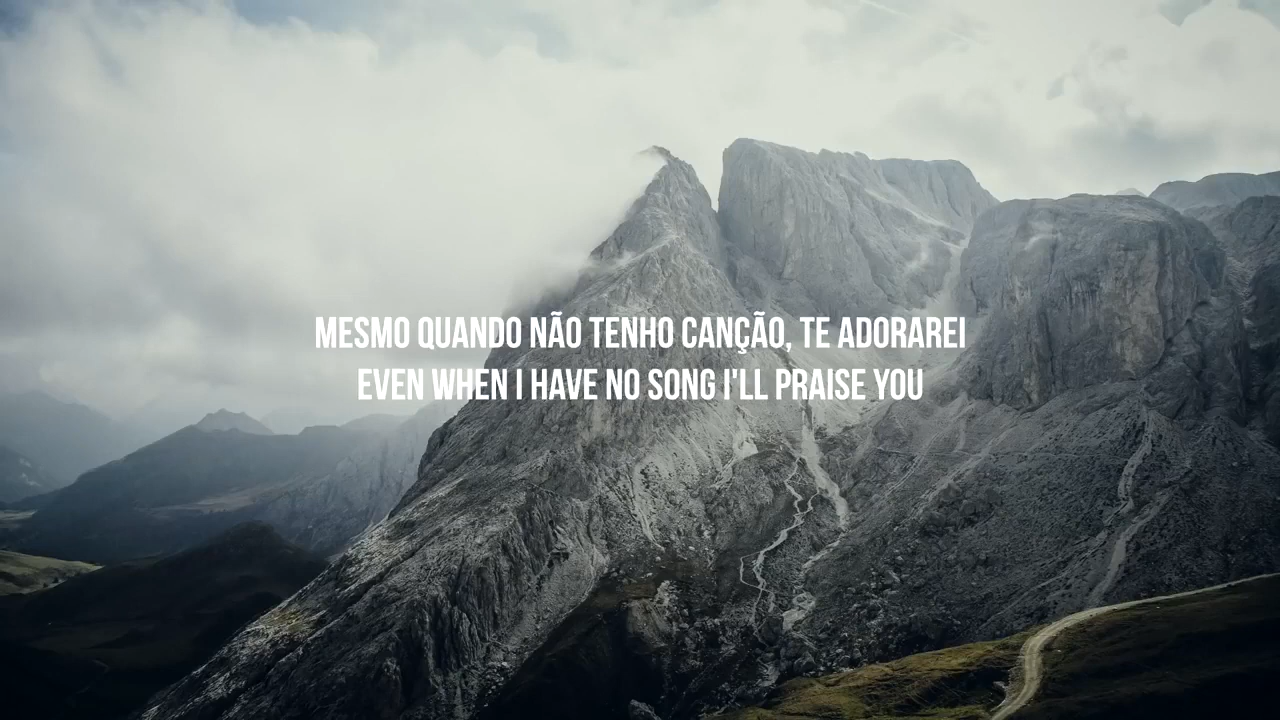 MESMO QUANDO NÃO TENHO CANÇÃO, TE ADORAREI
EVEN WHEN I HAVE NO SONG I'LL PRAISE YOU